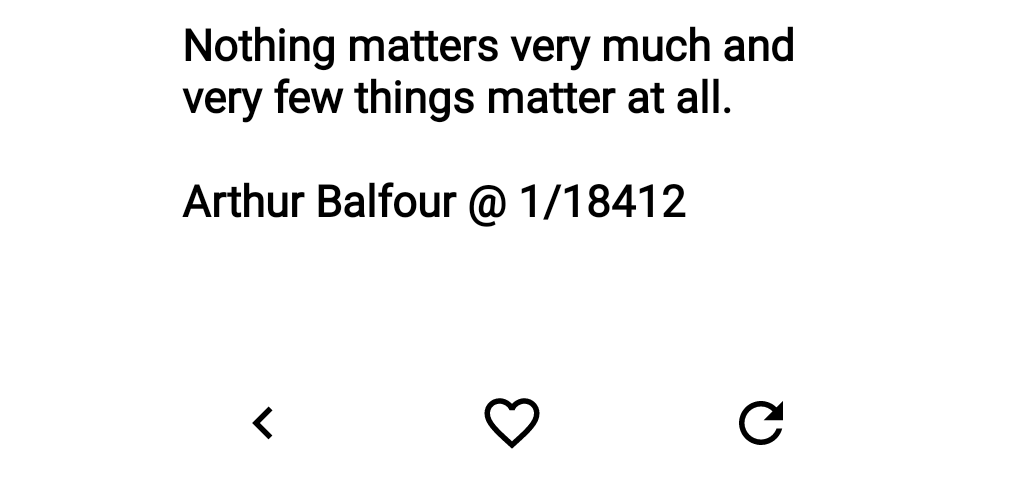 Nothing matters very much and
very few things matter at all.
Arthur Balfour @ 1/18412